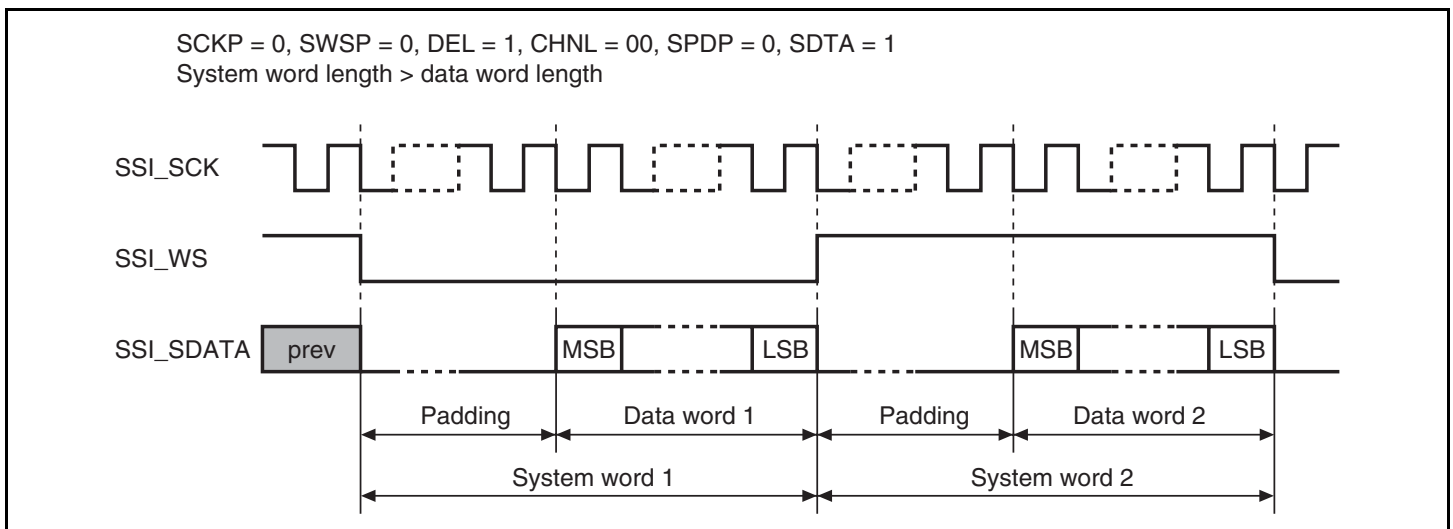 SCKP = 0, SWSP = 0, DEL = 1, CHNL = 00, SPDP = 0, SDTA = 1
System word length > data word length
SSI_SCK
SSI_WS
SSI_SDATA
prev
MSB
LSB
MSB
LSB
Padding
Data word 1
Padding
Data word 2
System word 1
System word 2